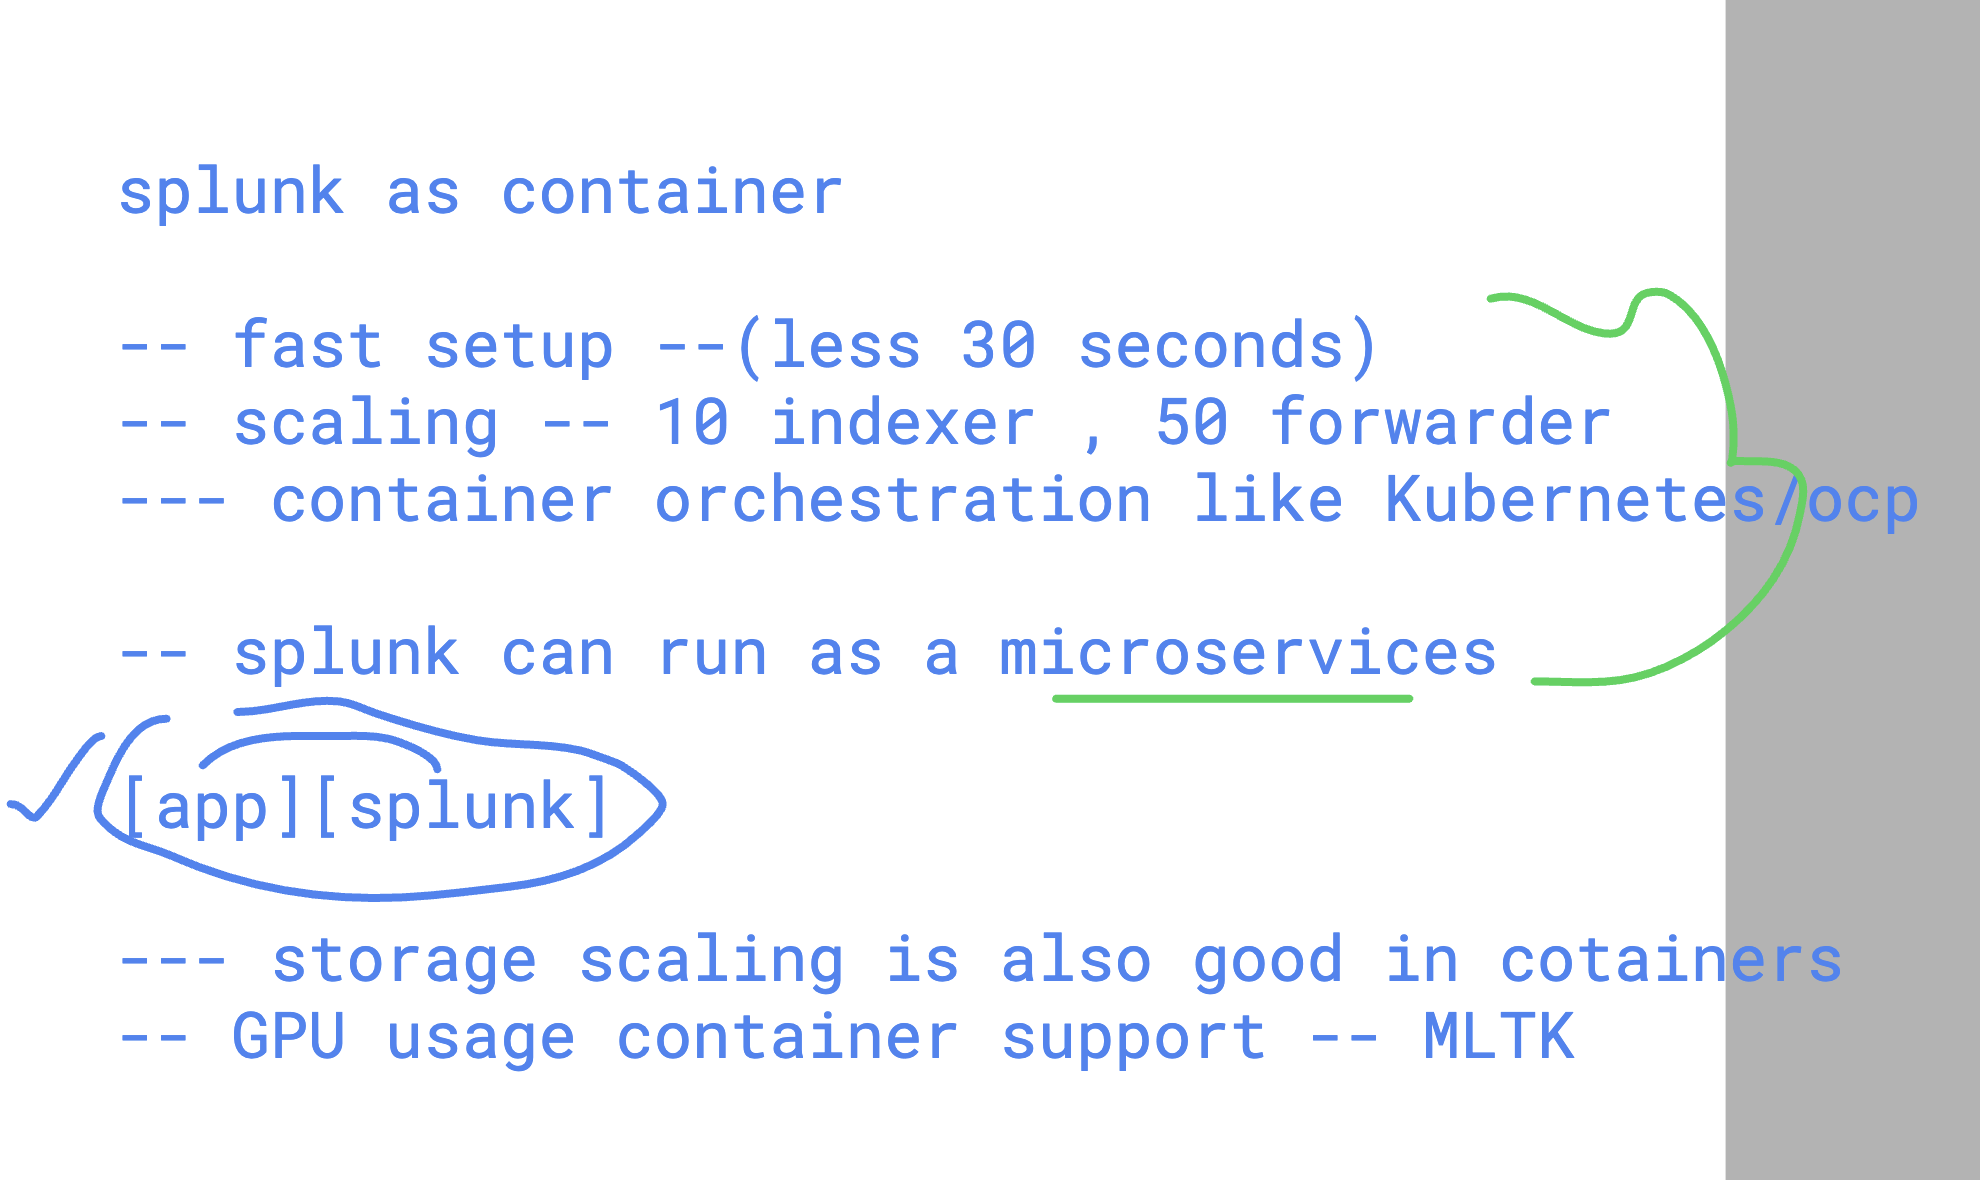 splunk as container
-- fast setup --(less 30 seconds)
-- scaling -- 10 indexer , 50 forwarder
--- container orchestration like Kubernetes/ocp
-- splunk can run as a microservices
[app][splunk]
--- storage scaling is also good in cotainers
-- GPU usage container support -- MLTK